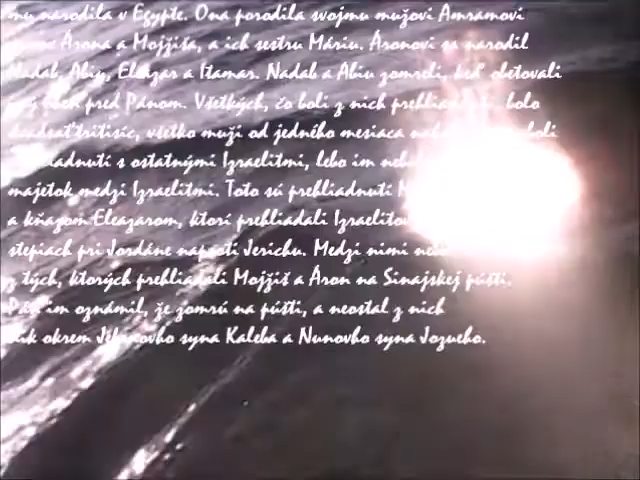 mu narodila v Egypte. Ona porodila svojmu mužovi Amramovi
Árona a Mojžiša, a ich sestru Máriu. Áronovi sa narodil
Nadab, Abiu, Eleazar a Itamar. Nadab a Abiu zomreli, keď obetovali
pred Pánom. Všetkých, čo boli z nich bolo
všetko muži od jedného mesiaca boli
s ostatnými Izraelitmi, lebo im
majetok medzi Izraelitmi. Toto sú prehliadnutí
a kňazom Eleazarom, ktorí prehliadali Izraelitov
stepiach pri Jordáne naproti Jerichu. Medzi nimi
z tých, ktorých prehliadali Mojžiš a Áron na Sinajskej púšti.
im oznámil, že zomrú na púšti, a neostal z nich
okrem syna Kaleba a Nunovho syna Jozueho.